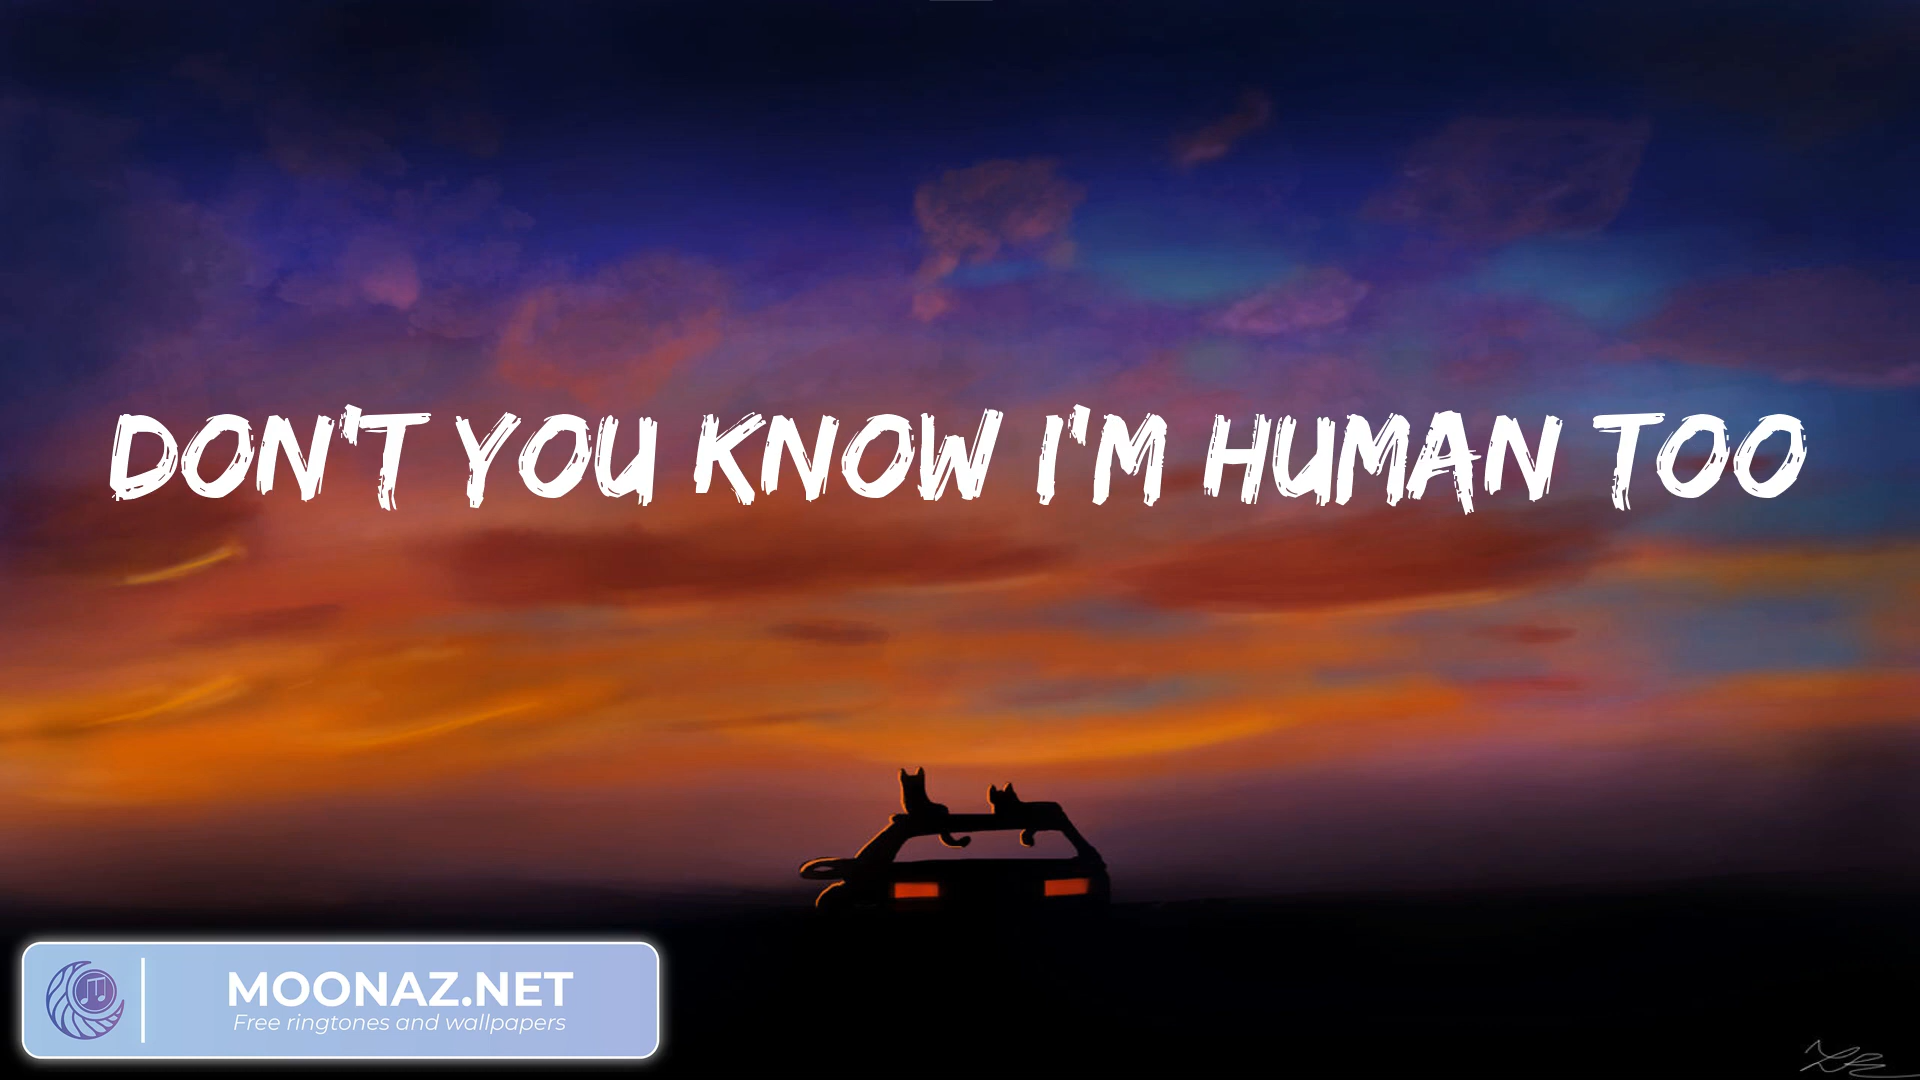 DON'T YOU KNOW I'M HUMAN TOO
MOONAZ.NET
Free ringtones and wallpapers